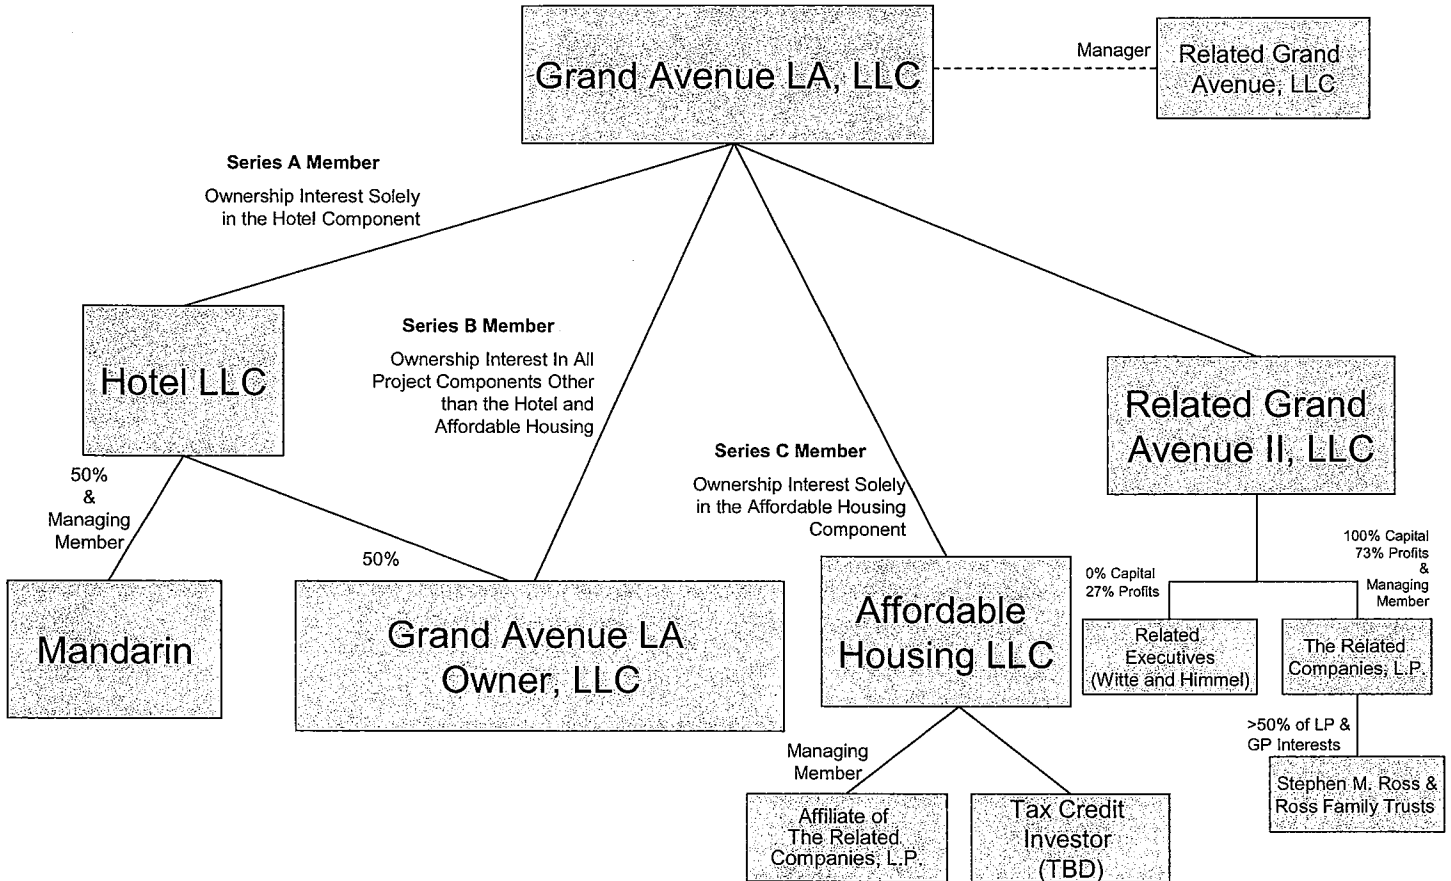 Grand Avenue LA, LLC
Manager
Related Grand
Avenue, LLC
Series A Member
Ownership Interest Solely
in the Hotel Component
Hotel LLC
Series B Member
Ownership Interest In All
Project Components Other
than the Hotel and
Affordable Housing
Series C Member
Ownership Interest Solely
in the Affordable Housing
Component
Related Grand
Avenue II, LLC
50%
&
Managing
Member
50%
Mandarin
Grand Avenue LA
Owner, LLC
Affordable
Housing LLC
0% Capital
27% Profits
100% Capital
73% Profits
&
Managing
Member
Related
Executives
(Witte and Himmel)
The Related
Companies, L.P.
>50% of LP &
GP Interests
Stephen M. Ross &
Ross Family Trusts
Managing
Member
Affiliate of
The Related
Companies, L.P.
Tax Credit
Investor
(TBD)